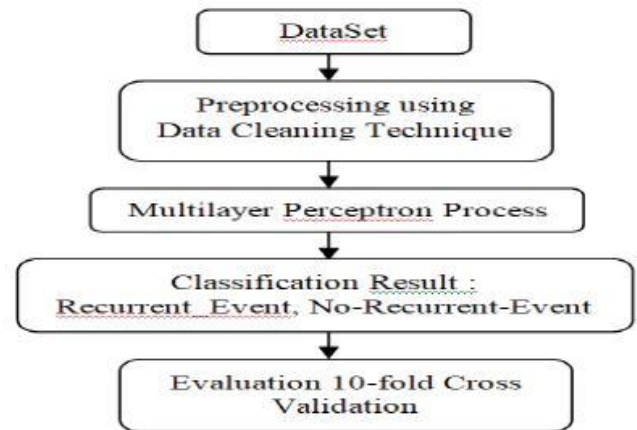 DataSet
Preprocessing using
Data Cleaning Technique
Multilayer Perceptron Process
Classification Result :
Recurrent_Event, No-Recurrent-Event
Evaluation 10-fold Cross
Validation